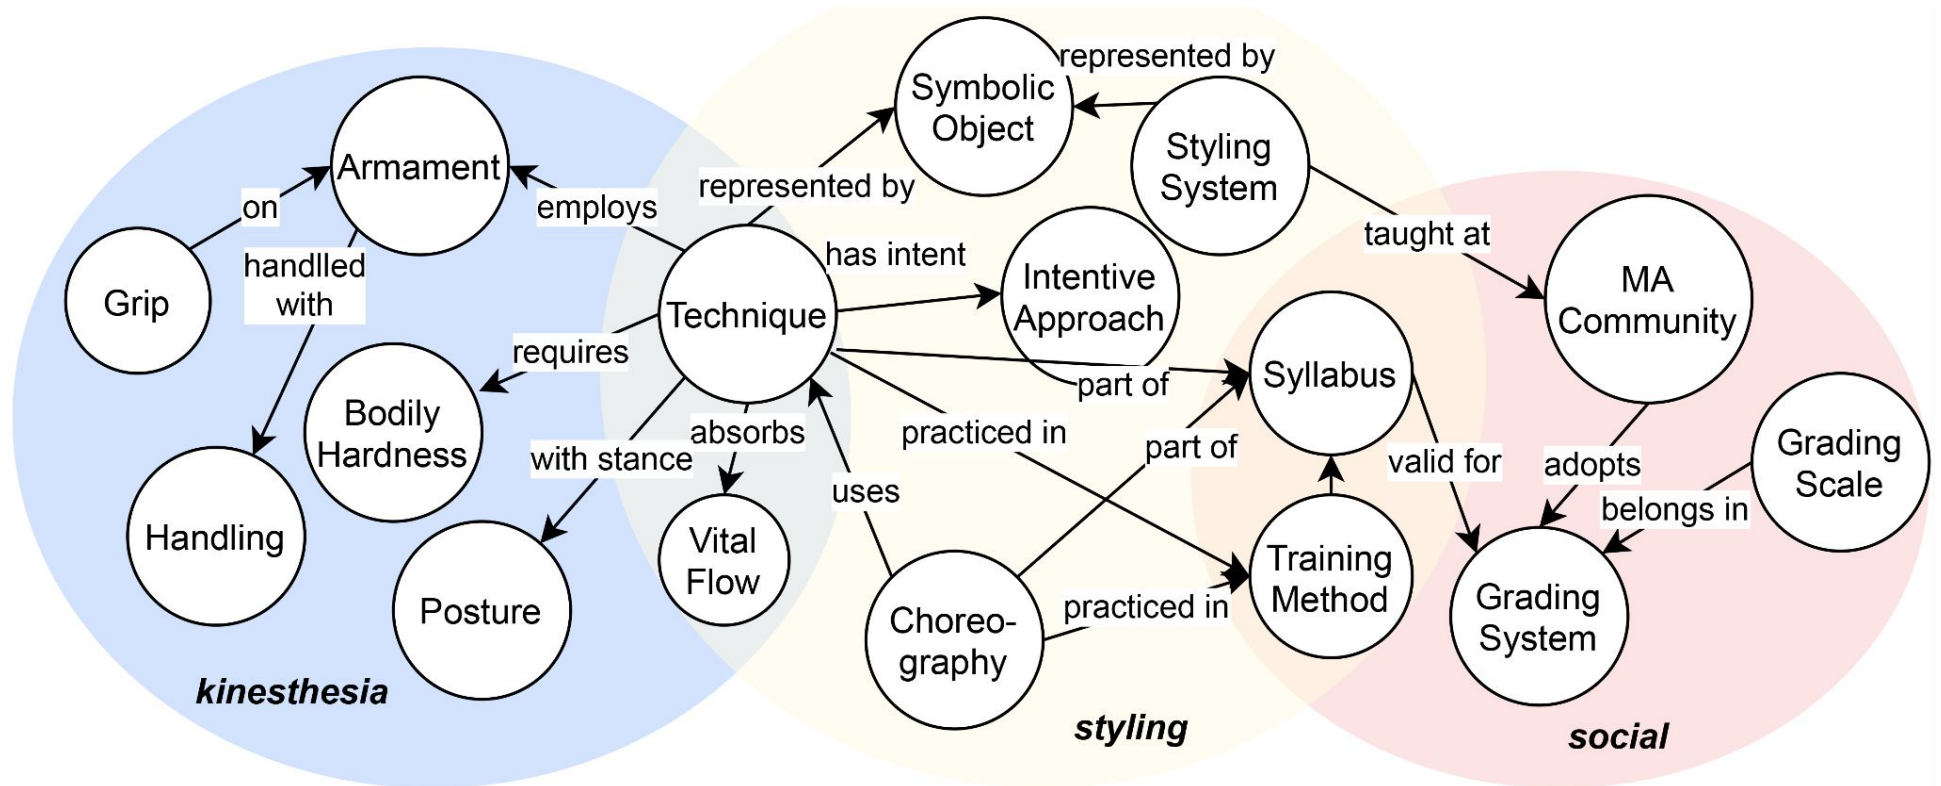 Symbolic
Object
represented by
Styling
System
Armament
on
employs
represented by
handlled
with
Grip
Technique
has intent
Intentive
Approach
taught at
MA
Community
requires
Bodily
Hardness
part of
Syllabus
with stance
absorbs
practiced in
part of
valid for
adopts
Grading
Scale
belongs in
uses
Handling
Posture
Vital
Flow
Choreo-
graphy
practiced in
Training
Method
Grading
System
kinesthesia
styling
social